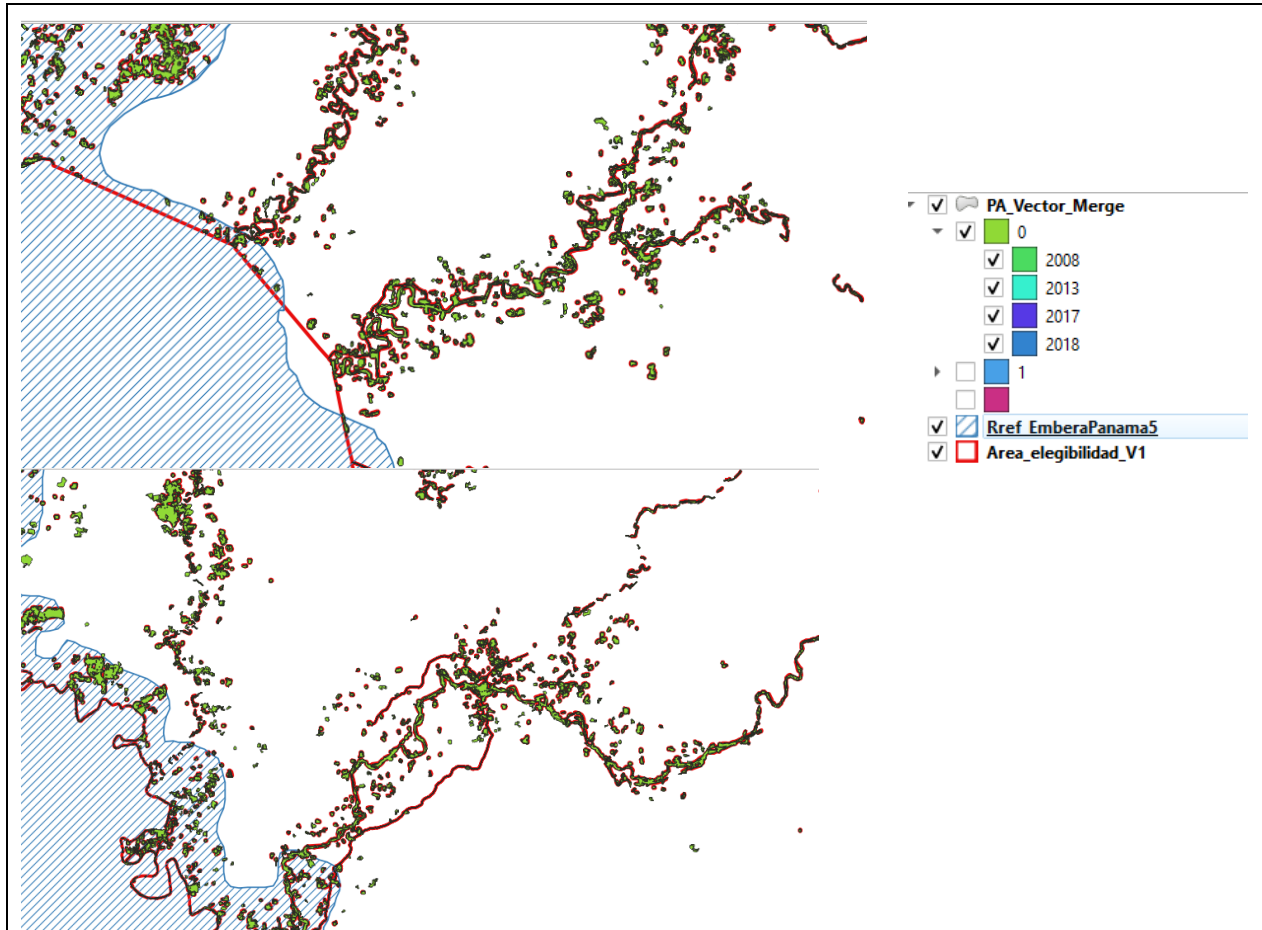 PA_Vector_Merge
0
2008
2013
2017
2018
1
Rref_EmberaPanama5
Area_elegibilidad_V1